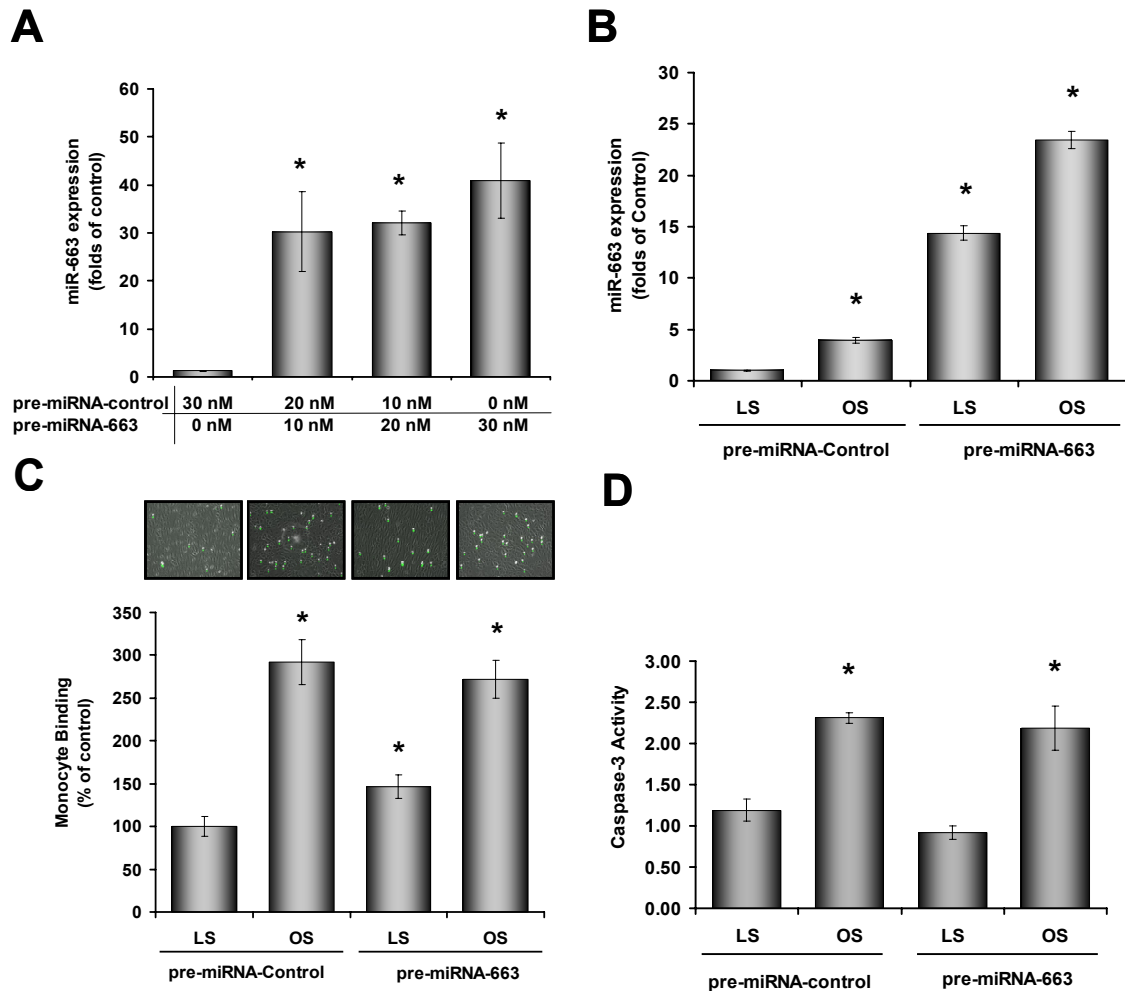 A
miR-663 expression
(folds of control)
60
50
40
30
20
10
0
*
*
*
pre-miRNA-control 30 nM 20 nM 10 nM 0 nM
pre-miRNA-663 0 nM 10 nM 20 nM 30 nM
B
miR-663 expression
(folds of Control)
30
25
20
15
10
5
0
*
*
*
LS OS LS OS
pre-miRNA-Control pre-miRNA-663
C
Monocyte Binding
(% of control)
350
300
250
200
150
100
50
0
*
*
*
LS OS LS OS
pre-miRNA-Control pre-miRNA-663
D
Caspase-3 Activity
3.00
2.50
2.00
1.50
1.00
0.50
0.00
*
*
LS OS LS OS
pre-miRNA-control pre-miRNA-663